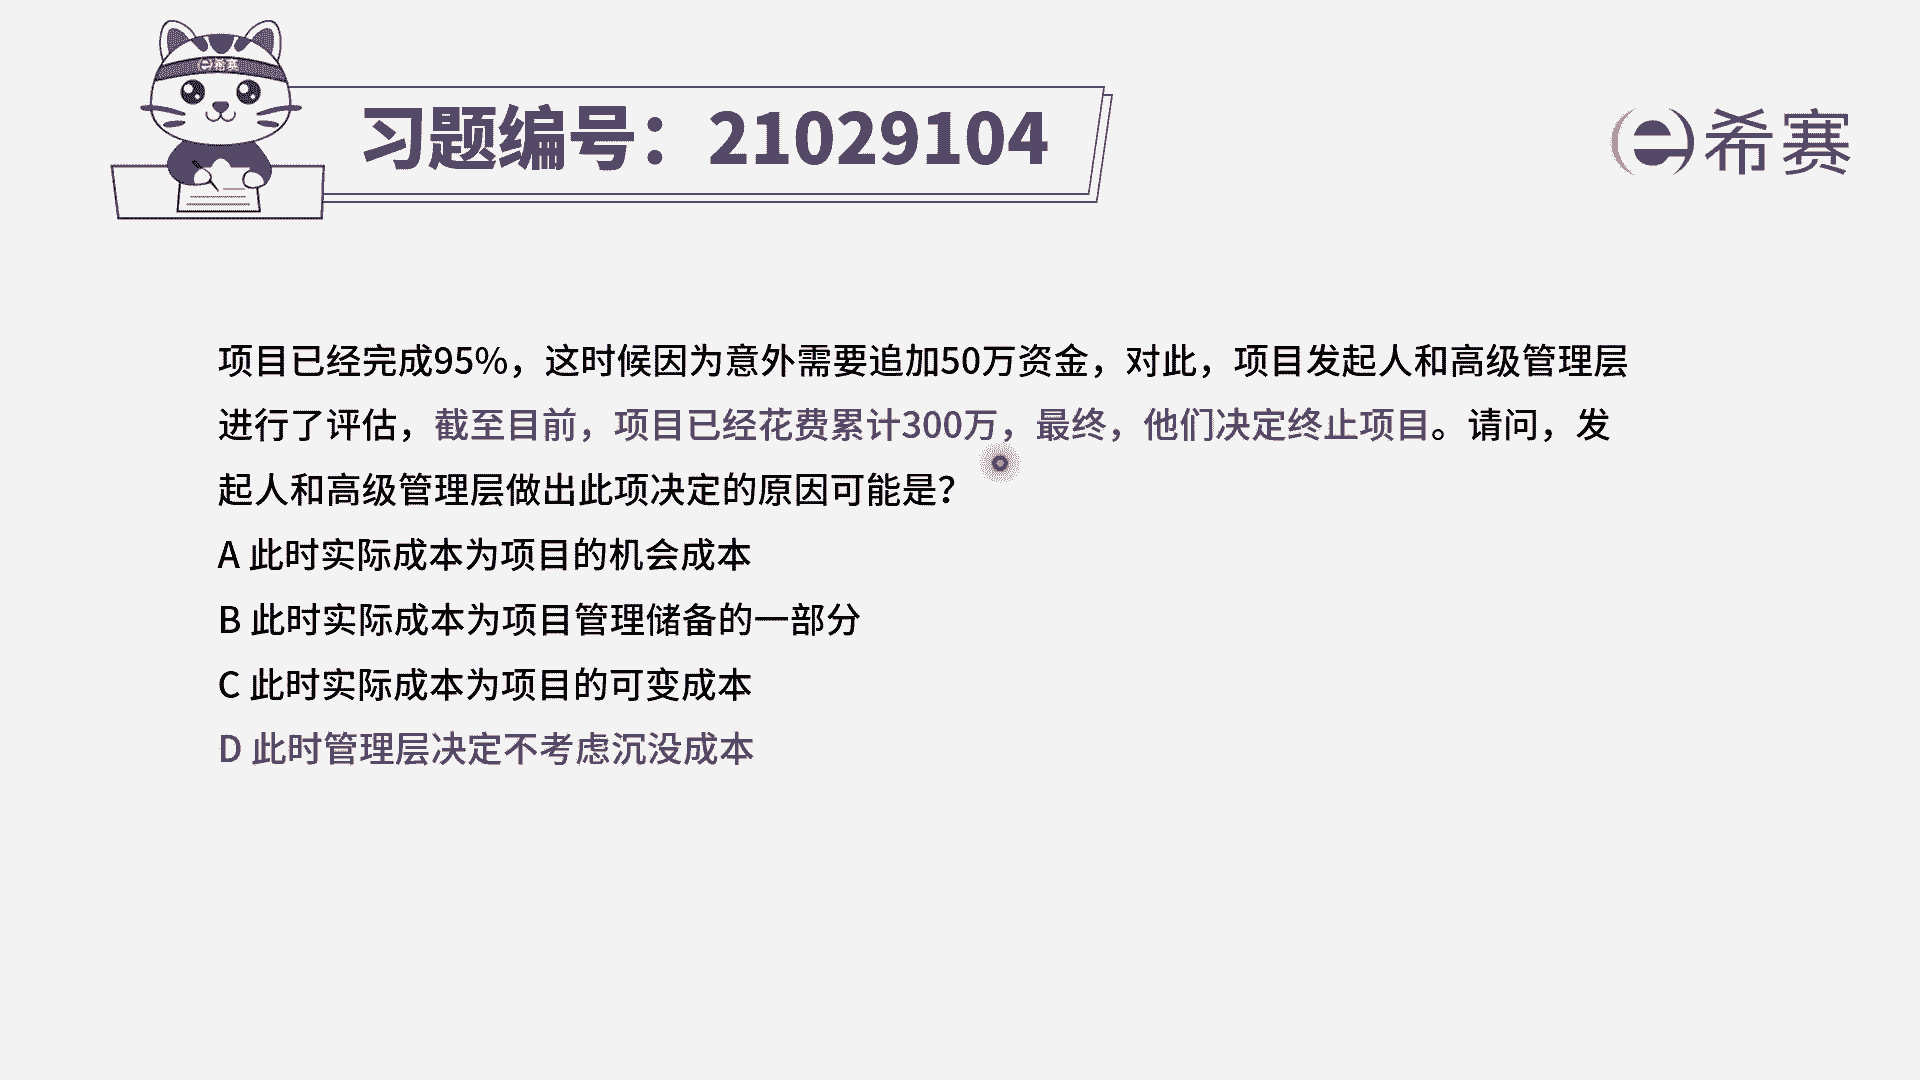 希赛
习题编号：21029104
希赛
项目已经完成95%，这时候因为意外需要追加50万资金，对此，项目发起人和高级管理层
进行了评估，截至目前，项目已经花费累计300万，最终，他们决定终止项目。请问，发
起人和高级管理层做出此项决定的原因可能是？
A 此时实际成本为项目的机会成本
B 此时实际成本为项目管理储备的一部分
C 此时实际成本为项目的可变成本
D 此时管理层决定不考虑沉没成本